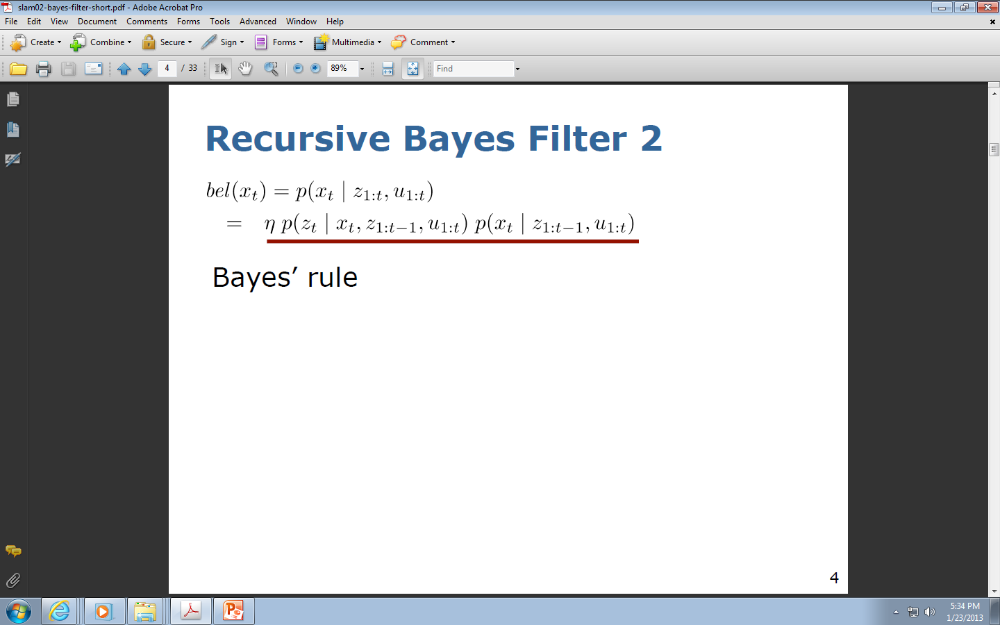 slam02-bayes-filter-short.pdf - Adobe Acrobat Pro
File Edit View Document Comments Forms Tools Advanced Window Help
Create Combine Secure Sign Forms Multimedia Comment
4 / 33 89% Find
Recursive Bayes Filter 2
bel(x_t) = p(x_t | z_{1:t}, u_{1:t})
= η p(z_t | x_t, z_{1:t−1}, u_{1:t}) p(x_t | z_{1:t−1}, u_{1:t})
Bayes’ rule
4
5:34 PM
1/23/2013